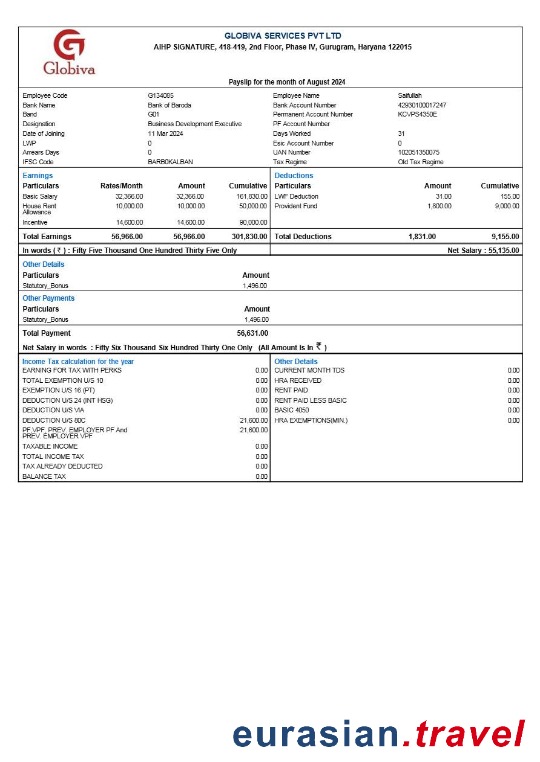 Globiva
GLOBIVA SERVICES PVT LTD
AIHP SIGNATURE, 418-419, 2nd Floor, Phase IV, Gurugram, Haryana 122015
Payslip for the month of August 2024
Employee Code G134085 Employee Name Saifullah
Bank Name Bank of Baroda Bank Account Number 42930100017247
Band G01 Permanent Account Number KCVPS4350E
Designation Business Development Executive PF Account Number
Date of Joining 11 Mar 2024 Days Worked 31
LWP 0 Esic Account Number 0
Arrears Days 0 UAN Number 102051350075
IFSC Code BARB0KALBAN Tax Regime Old Tax Regime
Earnings Deductions
Particulars Rates/Month Amount Cumulative Particulars Amount Cumulative
Basic Salary 32,366.00 32,366.00 161,830.00 LWF Deduction 31.00 155.00
House Rent Allowance 10,000.00 10,000.00 50,000.00 Provident Fund 1,800.00 9,000.00
Incentive 14,600.00 14,600.00 90,000.00
Total Earnings 56,966.00 56,966.00 301,830.00 Total Deductions 1,831.00 9,155.00
In words ( ₹ ) : Fifty Five Thousand One Hundred Thirty Five Only Net Salary : 55,135.00
Other Details
Particulars Amount
Statutory_Bonus 1,496.00
Other Payments
Particulars Amount
Statutory_Bonus 1,496.00
Total Payment 56,631.00
Net Salary in words : Fifty Six Thousand Six Hundred Thirty One Only (All Amount Is In ₹ )
Income Tax calculation for the year Other Details
EARNING FOR TAX WITH PERKS 0.00 CURRENT MONTH TDS 0.00
TOTAL EXEMPTION U/S 10 0.00 HRA RECEIVED 0.00
EXEMPTION U/S 16 (PT) 0.00 RENT PAID 0.00
DEDUCTION U/S.24 (INT HSG) 0.00 RENT PAID LESS BASIC 0.00
DEDUCTION U/S VIA 0.00 BASIC 4050 0.00
DEDUCTION U/S 80C 21,600.00 HRA EXEMPTIONS(MIN.) 0.00
PF,VPF, PREV. EMPLOYER PF And PREV. EMPLOYER VPF 21,600.00
TAXABLE INCOME 0.00
TOTAL INCOME TAX 0.00
TAX ALREADY DEDUCTED 0.00
BALANCE TAX 0.00
eurasian.travel